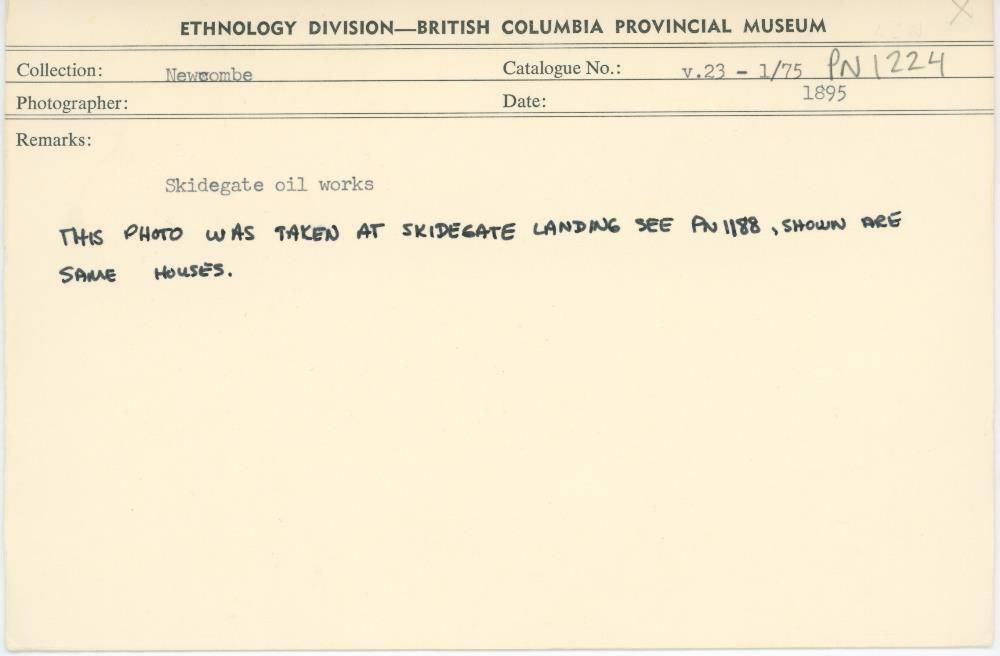 ETHNOLOGY DIVISION—BRITISH COLUMBIA PROVINCIAL MUSEUM
Collection: Newcombe Catalogue No.: v.23 - 1/75 PN 1224
Photographer: Date: 1895
Remarks:
Skidegate oil works
THIS PHOTO WAS TAKEN AT SKIDEGATE LANDING SEE PN 1188, SHOWN ARE
SAME HOUSES.